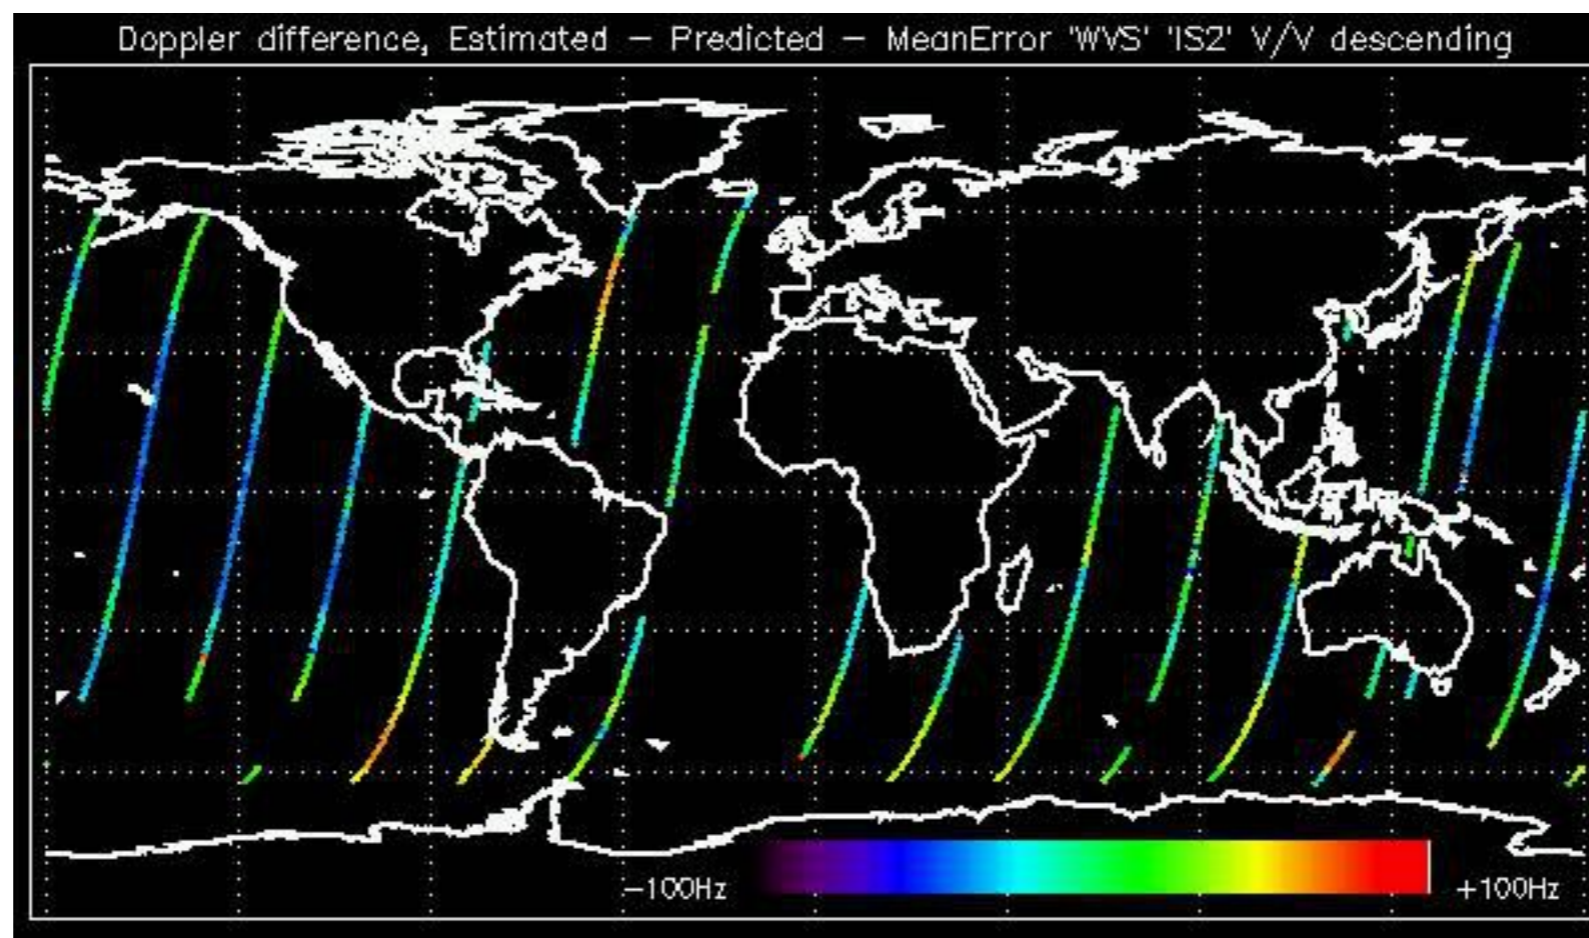 Doppler difference, Estimated – Predicted – MeanError 'WVS' 'IS2' V/V descending
–100Hz
+100Hz